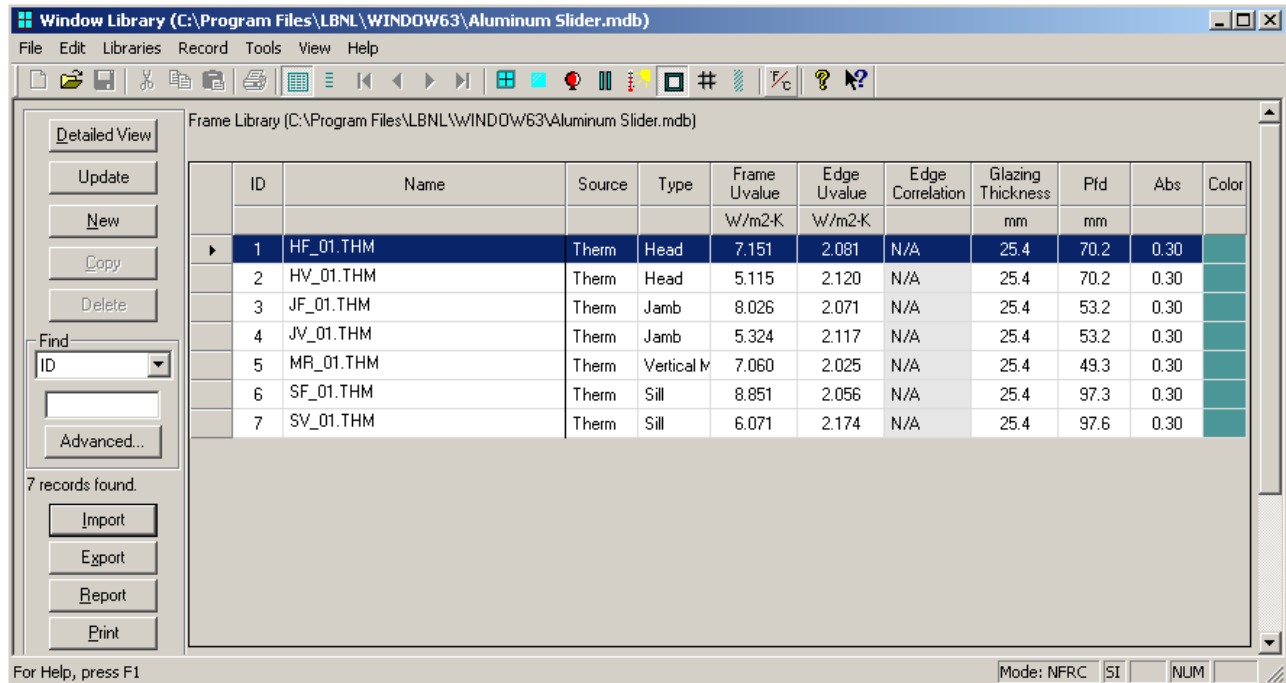 Window Library (C:\Program Files\LBNL\WINDOW63\Aluminum Slider.mdb)
File Edit Libraries Record Tools View Help
Frame Library (C:\Program Files\LBNL\WINDOW63\Aluminum Slider.mdb)
Detailed View
Update
New
Copy
Delete
Find
ID
Advanced...
7 records found.
Import
Export
Report
Print
ID Name Source Type Frame Uvalue Edge Uvalue Edge Correlation Glazing Thickness Pfd Abs Color
W/m2-K W/m2-K mm mm
1 HF_01.THM Therm Head 7.151 2.081 N/A 25.4 70.2 0.30
2 HV_01.THM Therm Head 5.115 2.120 N/A 25.4 70.2 0.30
3 JF_01.THM Therm Jamb 8.026 2.071 N/A 25.4 53.2 0.30
4 JV_01.THM Therm Jamb 5.324 2.117 N/A 25.4 53.2 0.30
5 MR_01.THM Therm Vertical M 7.060 2.025 N/A 25.4 49.3 0.30
6 SF_01.THM Therm Sill 8.851 2.056 N/A 25.4 97.3 0.30
7 SV_01.THM Therm Sill 6.071 2.174 N/A 25.4 97.6 0.30
For Help, press F1
Mode: NFRC SI NUM